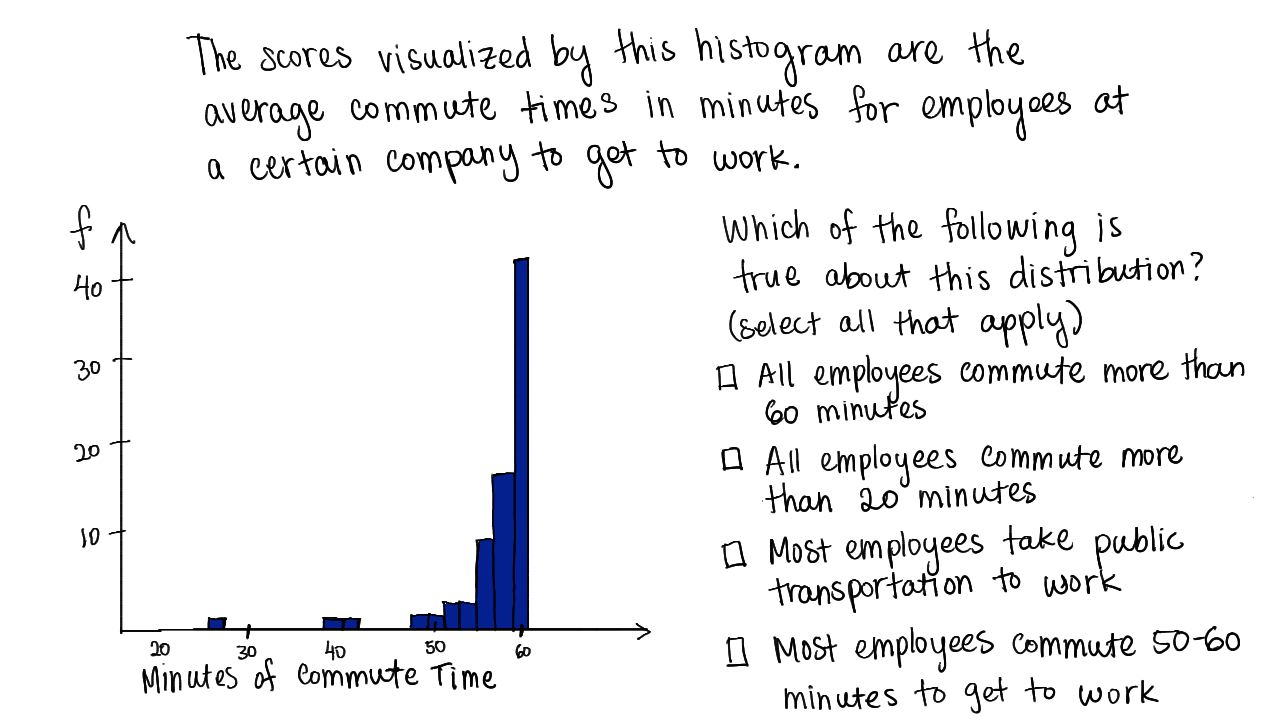 The scores visualized by this histogram are the
average commute times in minutes for employees at
a certain company to get to work.
f
40
30
20
10
20 30 40 50 60
Minutes of Commute Time
Which of the following is
true about this distribution?
(select all that apply)
All employees commute more than
60 minutes
All employees commute more
than 20 minutes
Most employees take public
transportation to work
Most employees commute 50-60
minutes to get to work